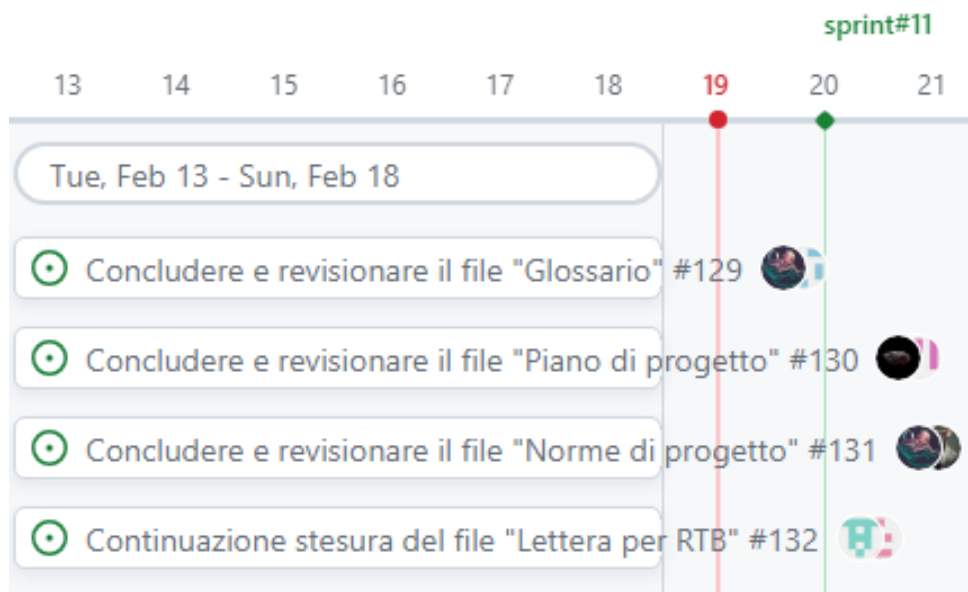 sprint#11
13 14 15 16 17 18 19 20 21
Tue, Feb 13 - Sun, Feb 18
Concludere e revisionare il file "Glossario" #129
Concludere e revisionare il file "Piano di progetto" #130
Concludere e revisionare il file "Norme di progetto" #131
Continuazione stesura del file "Lettera per RTB" #132